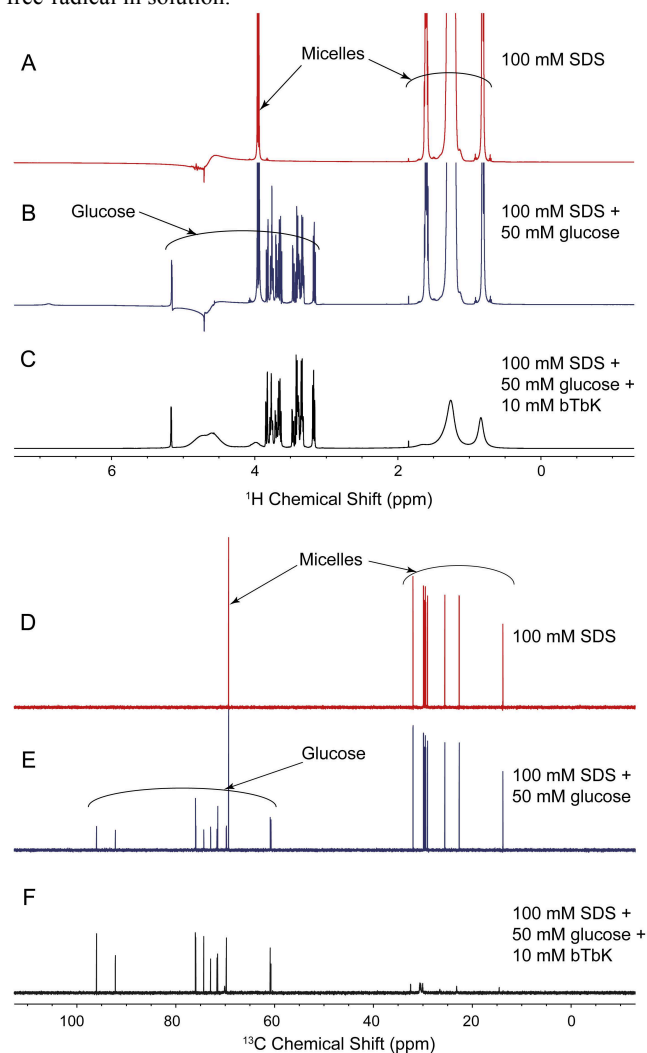 free radical in solution.
A
Micelles
100 mM SDS
B
Glucose
100 mM SDS +
50 mM glucose
C
100 mM SDS +
50 mM glucose +
10 mM bTbK
6
4
2
0
¹H Chemical Shift (ppm)
Micelles
D
100 mM SDS
E
Glucose
100 mM SDS +
50 mM glucose
F
100 mM SDS +
50 mM glucose +
10 mM bTbK
100
80
60
40
20
0
¹³C Chemical Shift (ppm)